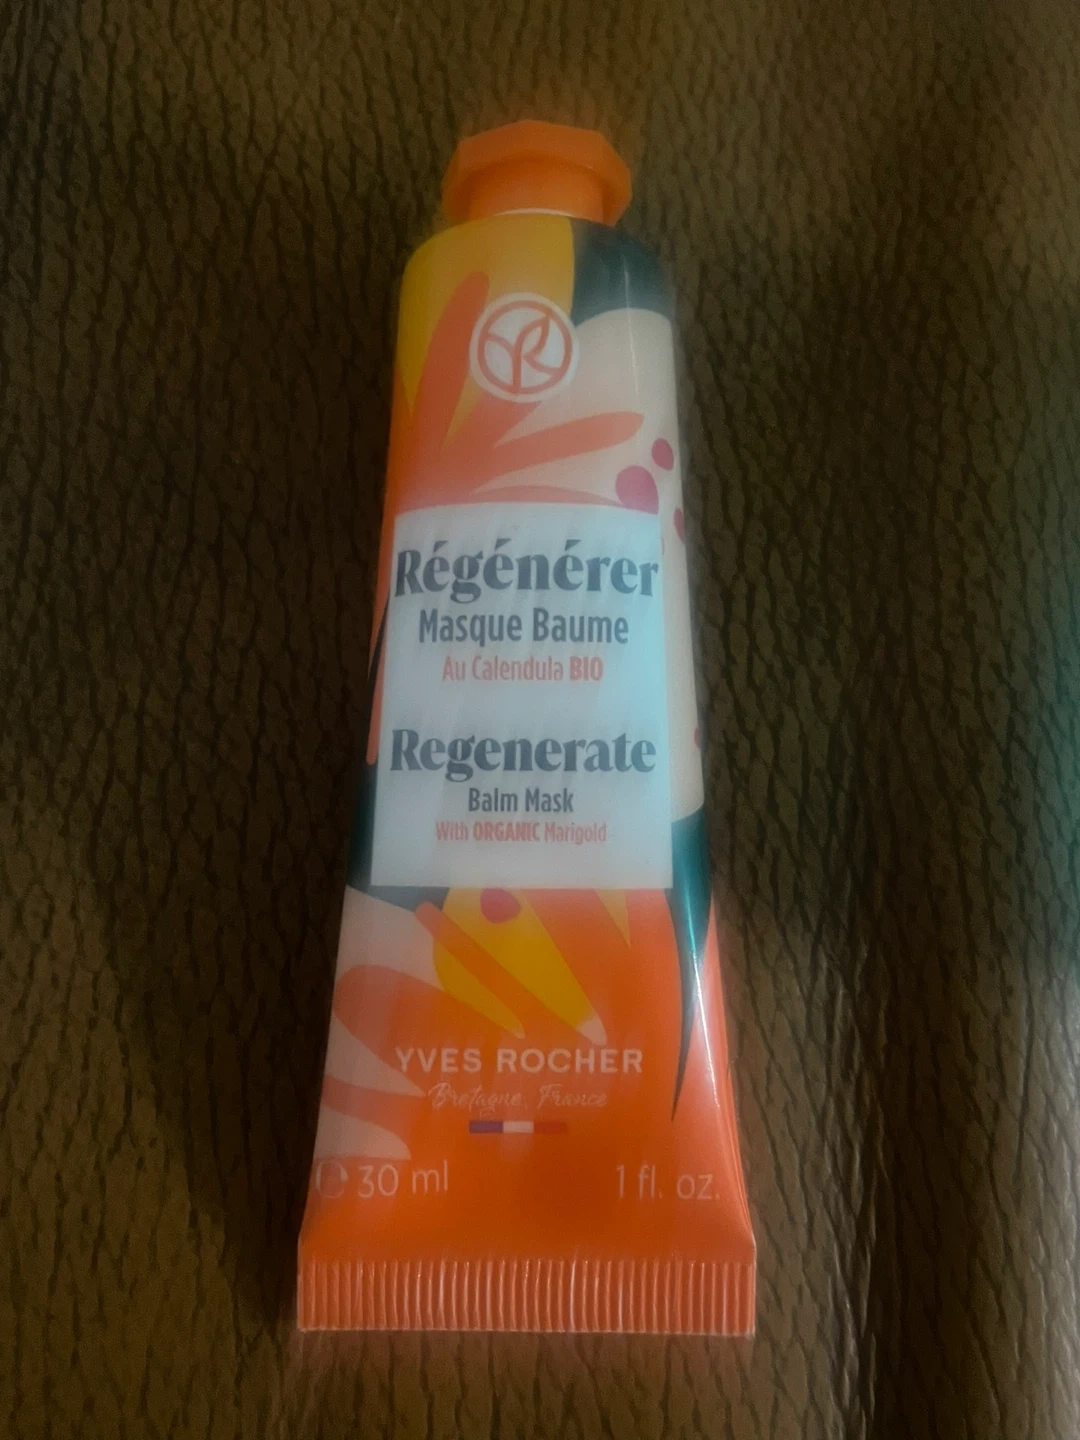 YR
Régénérer
Masque Baume
Au Calendula BIO
Regenerate
Balm Mask
With ORGANIC Marigold
YVES ROCHER
Bretagne, France
℮ 30 ml 1 fl. oz.